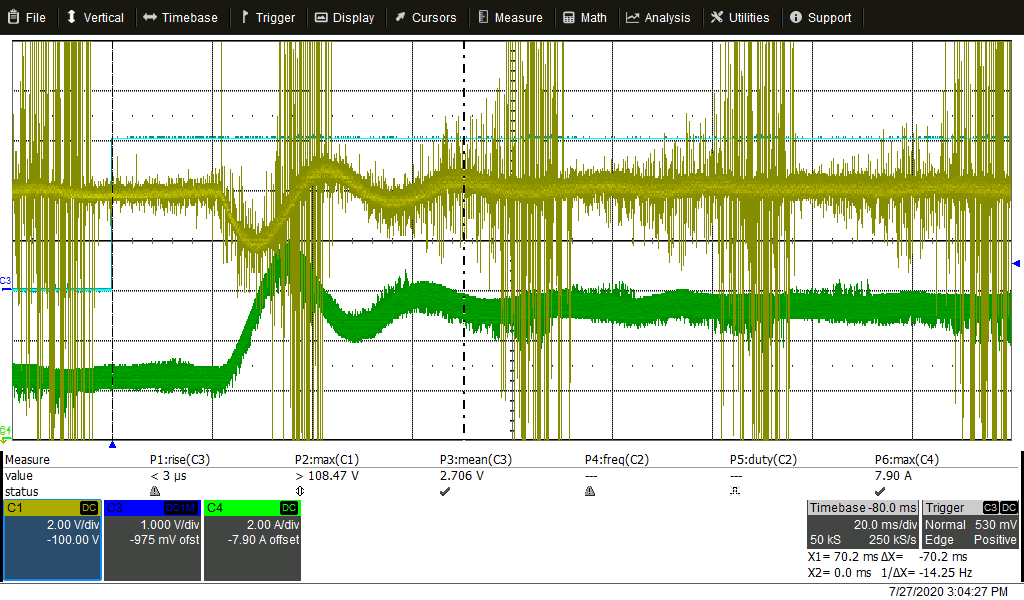 File Vertical Timebase Trigger Display Cursors Measure Math Analysis Utilities Support
C3
C4
Measure P1:rise(C3) P2:max(C1) P3:mean(C3) P4:freq(C2) P5:duty(C2) P6:max(C4)
value < 3 µs > 108.47 V 2.706 V --- --- 7.90 A
status
C1 DC C3 DC1M C4 DC Timebase -80.0 ms Trigger C3 DC
2.00 V/div 1.000 V/div 2.00 A/div 20.0 ms/div Normal 530 mV
-100.00 V -975 mV ofst -7.90 A offset 50 kS 250 kS/s Edge Positive
X1= 70.2 ms ΔX= -70.2 ms
X2= 0.0 ms 1/ΔX= -14.25 Hz
7/27/2020 3:04:27 PM